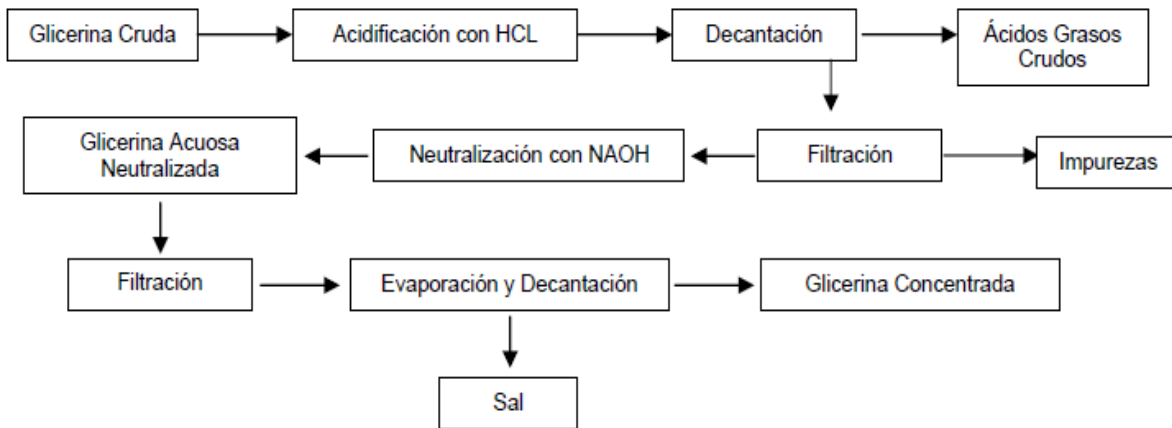 Glicerina Cruda
Acidificación con HCL
Decantación
Ácidos Grasos
Crudos
Glicerina Acuosa
Neutralizada
Neutralización con NAOH
Filtración
Impurezas
Filtración
Evaporación y Decantación
Glicerina Concentrada
Sal